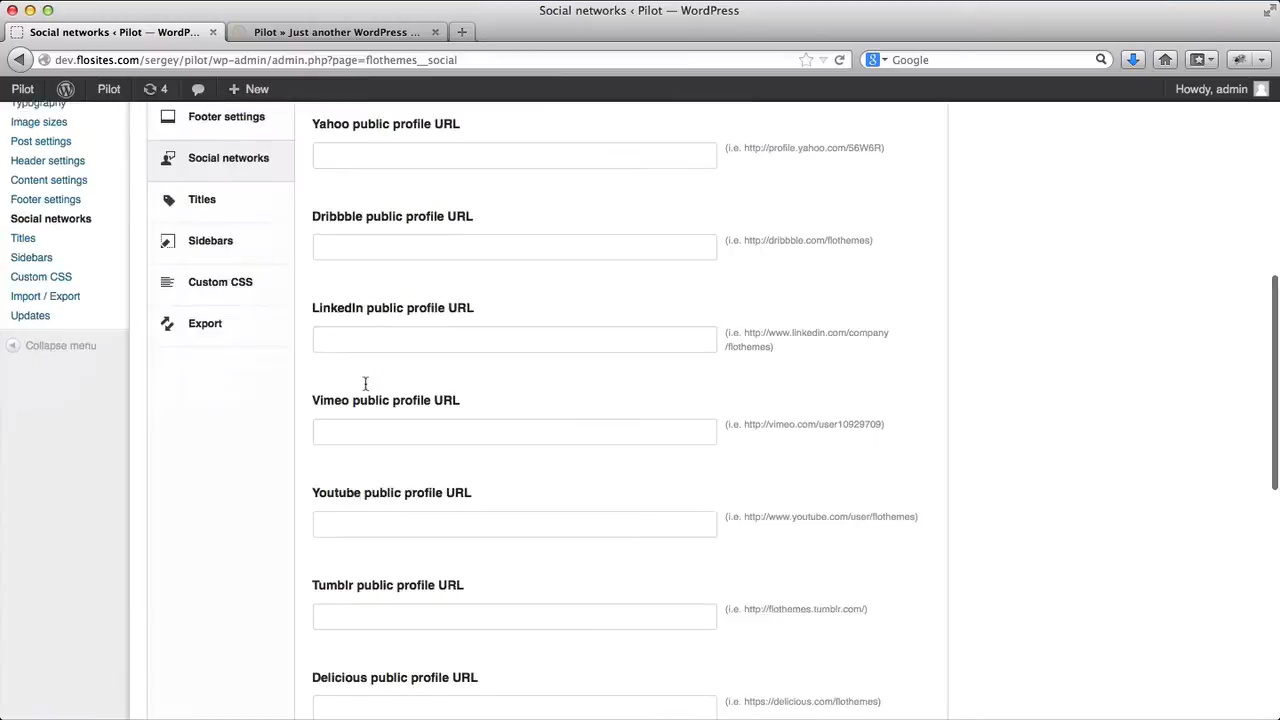 Social networks ‹ Pilot — WordPress
Social networks ‹ Pilot — WordP...
Pilot » Just another WordPress ...
dev.flosites.com/sergey/pilot/wp-admin/admin.php?page=flothemes__social
Google
Pilot
Pilot
4
New
Howdy, admin
Typography
Image sizes
Post settings
Header settings
Content settings
Footer settings
Social networks
Titles
Sidebars
Custom CSS
Import / Export
Updates
Collapse menu
Footer settings
Social networks
Titles
Sidebars
Custom CSS
Export
Yahoo public profile URL
(i.e. http://profile.yahoo.com/56W6R)
Dribbble public profile URL
(i.e. http://dribbble.com/flothemes)
LinkedIn public profile URL
(i.e. http://www.linkedin.com/company
/flothemes)
Vimeo public profile URL
(i.e. http://vimeo.com/user10929709)
Youtube public profile URL
(i.e. http://www.youtube.com/user/flothemes)
Tumblr public profile URL
(i.e. http://flothemes.tumblr.com/)
Delicious public profile URL
(i.e. https://delicious.com/flothemes)